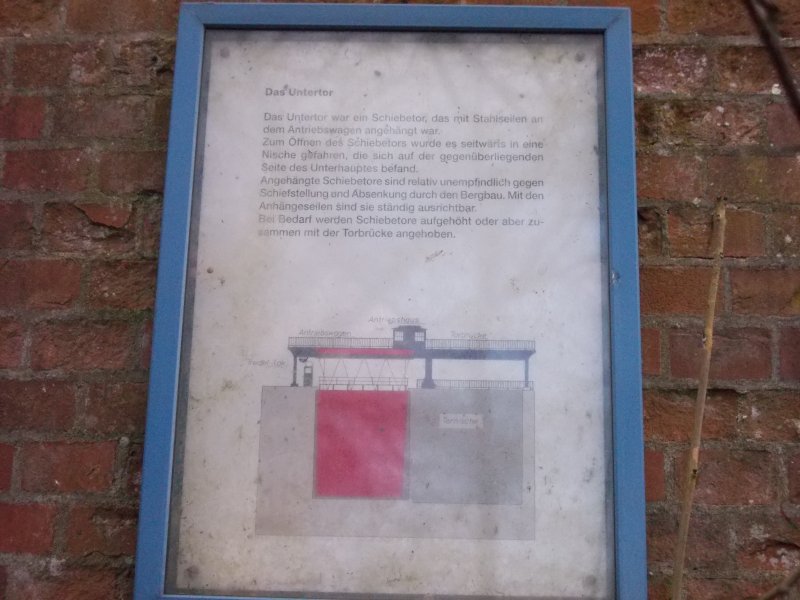 Das Untertor
Das Untertor war ein Schiebetor, das mit Stahlseilen an
dem Antriebswagen angehängt war.
Zum Öffnen des Schiebetors wurde es seitwärts in eine
Nische gefahren, die sich auf der gegenüberliegenden
Seite des Unterhauptes befand.
Angehängte Schiebetore sind relativ unempfindlich gegen
Schiefstellung und Absenkung durch den Bergbau. Mit den
Anhängeseilen sind sie ständig ausrichtbar.
Bei Bedarf werden Schiebetore aufgehöht oder aber zu-
sammen mit der Torbrücke angehoben.
Antriebshaus
Antriebswagen Torbrücke
Treidel-Lok
Tornische